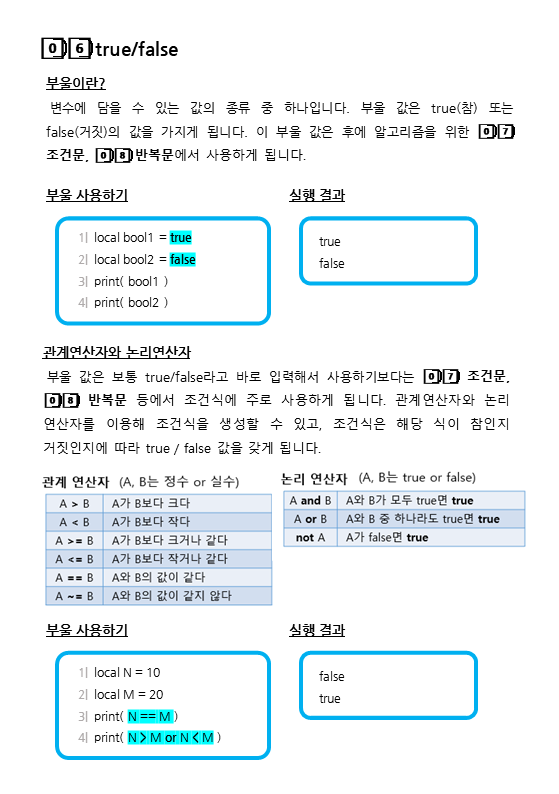 06 true/false
부울이란?
변수에 담을 수 있는 값의 종류 중 하나입니다. 부울 값은 true(참) 또는
false(거짓)의 값을 가지게 됩니다. 이 부울 값은 후에 알고리즘을 위한 07
조건문, 08 반복문에서 사용하게 됩니다.
부울 사용하기
1| local bool1 = true
2| local bool2 = false
3| print( bool1 )
4| print( bool2 )
실행 결과
true
false
관계연산자와 논리연산자
부울 값은 보통 true/false라고 바로 입력해서 사용하기보다는 07 조건문,
08 반복문 등에서 조건식에 주로 사용하게 됩니다. 관계연산자와 논리
연산자를 이용해 조건식을 생성할 수 있고, 조건식은 해당 식이 참인지
거짓인지에 따라 true / false 값을 갖게 됩니다.
관계 연산자 (A, B는 정수 or 실수)
A > B A가 B보다 크다
A < B A가 B보다 작다
A >= B A가 B보다 크거나 같다
A <= B A가 B보다 작거나 같다
A == B A와 B의 값이 같다
A ~= B A와 B의 값이 같지 않다
논리 연산자 (A, B는 true or false)
A and B A와 B가 모두 true면 true
A or B A와 B 중 하나라도 true면 true
not A A가 false면 true
부울 사용하기
1| local N = 10
2| local M = 20
3| print( N == M )
4| print( N > M or N < M )
실행 결과
false
true